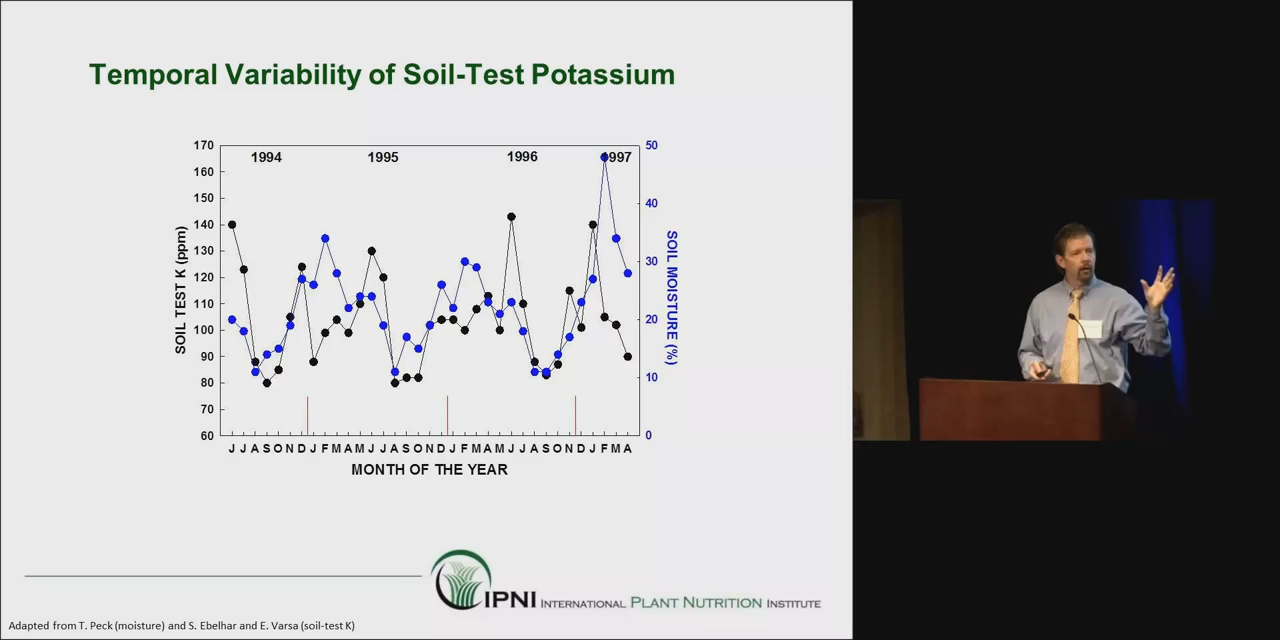 Temporal Variability of Soil-Test Potassium
1994 1995 1996 1997
170
160
150
140
130
120
110
100
90
80
70
60
SOIL TEST K (ppm)
50
40
30
20
10
0
SOIL MOISTURE (%)
J J A S O N D J F M A M J J A S O N D J F M A M J J A S O N D J F M A
MONTH OF THE YEAR
IPNI INTERNATIONAL PLANT NUTRITION INSTITUTE
Adapted from T. Peck (moisture) and S. Ebelhar and E. Varsa (soil-test K)